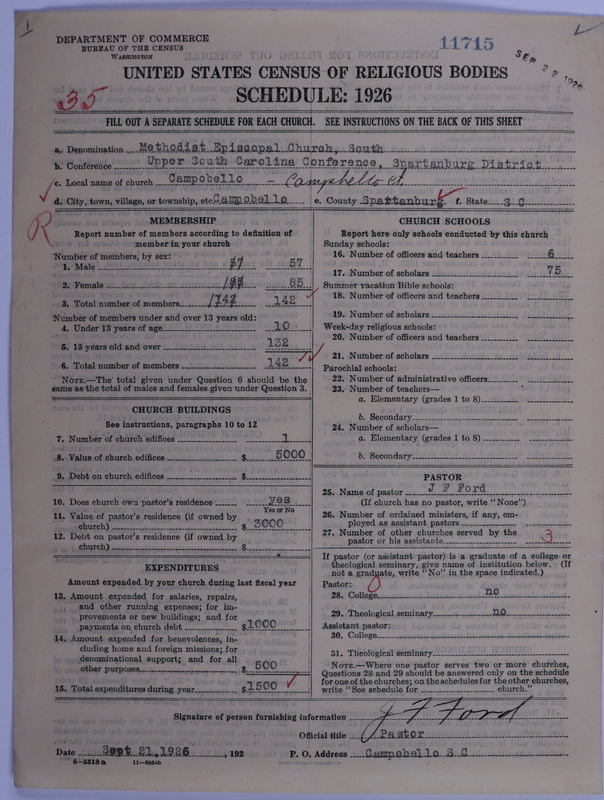 DEPARTMENT OF COMMERCE
BUREAU OF THE CENSUS
WASHINGTON
11715
SEP 22 1926
UNITED STATES CENSUS OF RELIGIOUS BODIES
SCHEDULE: 1926
35
FILL OUT A SEPARATE SCHEDULE FOR EACH CHURCH. SEE INSTRUCTIONS ON THE BACK OF THIS SHEET
a. Denomination Methodist Episcopal Church, South
b. Conference Upper South Carolina Conference, Spartanburg District
c. Local name of church Campobello - Campbello Ct.
d. City, town, village, or township, etc Campobello e. County Spartanburg f. State S C
R
MEMBERSHIP
Report number of members according to definition of
member in your church
Number of members, by sex:
1. Male 57 57
2. Female 85
3. Total number of members 142 142
Number of members under and over 13 years old:
4. Under 13 years of age 10
5. 13 years old and over 132
6. Total number of members 142
NOTE.—The total given under Question 6 should be the
same as the total of males and females given under Question 3.
CHURCH BUILDINGS
See instructions, paragraphs 10 to 12
7. Number of church edifices 1
8. Value of church edifices $ 5000
9. Debt on church edifices $
10. Does church own pastor's residence yes
Yes or No
11. Value of pastor's residence (if owned by
church) $ 3000
12. Debt on pastor's residence (if owned by
church) $
EXPENDITURES
Amount expended by your church during last fiscal year
13. Amount expended for salaries, repairs,
and other running expenses; for im-
provements or new buildings; and for
payments on church debt $ 1000
14. Amount expended for benevolences, in-
cluding home and foreign missions; for
denominational support; and for all
other purposes $ 500
15. Total expenditures during year $ 1500
CHURCH SCHOOLS
Report here only schools conducted by this church
Sunday schools:
16. Number of officers and teachers 6
17. Number of scholars 75
Summer vacation Bible schools:
18. Number of officers and teachers
19. Number of scholars
Week-day religious schools:
20. Number of officers and teachers
21. Number of scholars
Parochial schools:
22. Number of administrative officers
23. Number of teachers—
a. Elementary (grades 1 to 8)
b. Secondary
24. Number of scholars—
a. Elementary (grades 1 to 8)
b. Secondary
PASTOR
25. Name of pastor J F Ford
(If church has no pastor, write "None")
26. Number of ordained ministers, if any, em-
ployed as assistant pastors
27. Number of other churches served by the
pastor or his assistants 3
If pastor (or assistant pastor) is a graduate of a college or
theological seminary, give name of institution below. (If
not a graduate, write "No" in the space indicated.)
Pastor: 0
28. College no
29. Theological seminary no
Assistant pastor:
30. College
31. Theological seminary
NOTE.—Where one pastor serves two or more churches,
Questions 28 and 29 should be answered only on the schedule
for one of the churches; on the schedules for the other churches,
write "See schedule for church."
Signature of person furnishing information J F Ford
Official title Pastor
Date Sept 21, 1926 , 192 P. O. Address Campobello S C
8—5518a 11—9034b